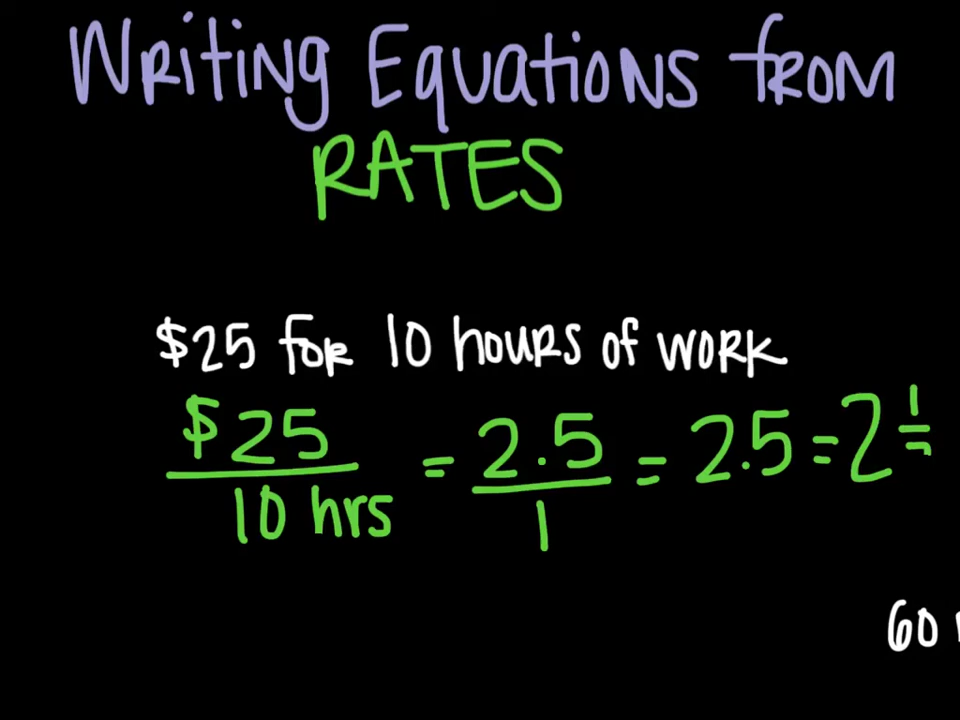 Writing Equations from
RATES
$25 for 10 hours of work
$25 / 10 hrs = 2.5 / 1 = 2.5 = 2 1/
60